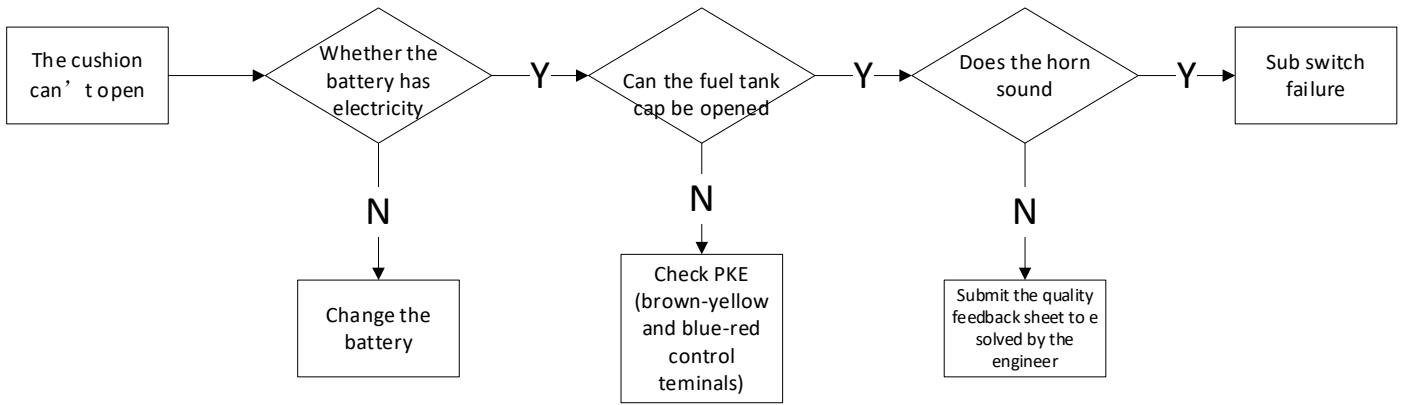 The cushion
can't open
Whether the
battery has
electricity
Y
Can the fuel tank
cap be opened
Y
Does the horn
sound
Y
Sub switch
failure
N
Change the
battery
N
Check PKE
(brown-yellow
and blue-red
control
teminals)
N
Submit the quality
feedback sheet to e
solved by the
engineer